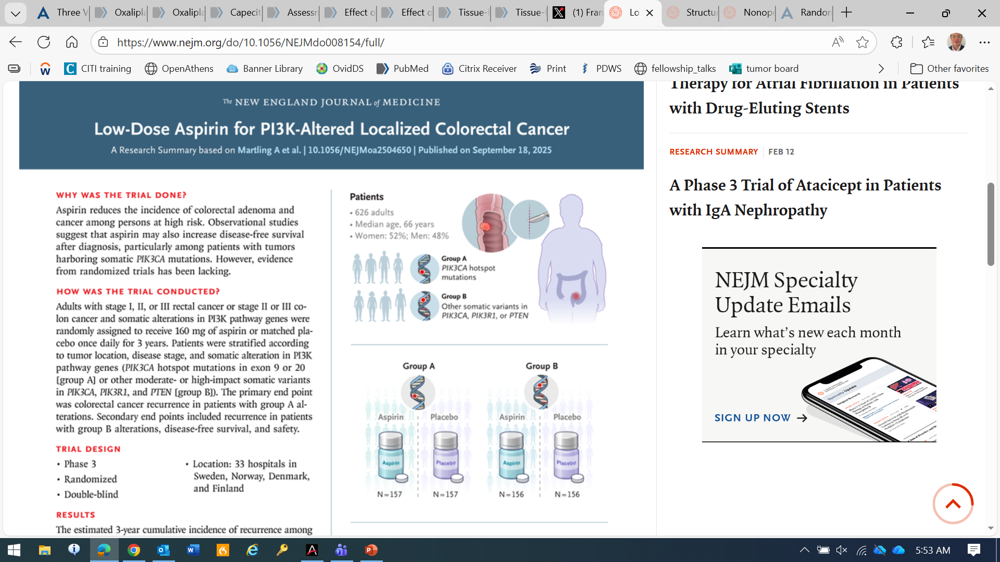 Three V
Oxalipla
Oxalipla
Capecit
Assessn
Effect o
Effect o
Tissue-
Tissue-
(1) Fran
Lo
Structu
Nonope
Randon
https://www.nejm.org/do/10.1056/NEJMdo008154/full/
CITI training
OpenAthens
Banner Library
OvidDS
PubMed
Citrix Receiver
Print
PDWS
fellowship_talks
tumor board
Other favorites
The NEW ENGLAND JOURNAL of MEDICINE
Low-Dose Aspirin for PI3K-Altered Localized Colorectal Cancer
A Research Summary based on Martling A et al. | 10.1056/NEJMoa2504650 | Published on September 18, 2025
WHY WAS THE TRIAL DONE?
Aspirin reduces the incidence of colorectal adenoma and
cancer among persons at high risk. Observational studies
suggest that aspirin may also increase disease-free survival
after diagnosis, particularly among patients with tumors
harboring somatic PIK3CA mutations. However, evidence
from randomized trials has been lacking.
HOW WAS THE TRIAL CONDUCTED?
Adults with stage I, II, or III rectal cancer or stage II or III co-
lon cancer and somatic alterations in PI3K pathway genes were
randomly assigned to receive 160 mg of aspirin or matched pla-
cebo once daily for 3 years. Patients were stratified according
to tumor location, disease stage, and somatic alteration in PI3K
pathway genes (PIK3CA hotspot mutations in exon 9 or 20
[group A] or other moderate- or high-impact somatic variants
in PIK3CA, PIK3R1, and PTEN [group B]). The primary end point
was colorectal cancer recurrence in patients with group A al-
terations. Secondary end points included recurrence in patients
with group B alterations, disease-free survival, and safety.
TRIAL DESIGN
• Phase 3
• Randomized
• Double-blind
• Location: 33 hospitals in
Sweden, Norway, Denmark,
and Finland
RESULTS
The estimated 3-year cumulative incidence of recurrence among
Patients
• 626 adults
• Median age, 66 years
• Women: 52%; Men: 48%
Group A
PIK3CA hotspot
mutations
Group B
Other somatic variants in
PIK3CA, PIK3R1, or PTEN
Group A
Group B
Aspirin
Placebo
Aspirin
Placebo
Aspirin
Placebo
Aspirin
Placebo
N=157
N=157
N=156
N=156
Therapy for Atrial Fibrillation in Patients
with Drug-Eluting Stents
RESEARCH SUMMARY FEB 12
A Phase 3 Trial of Atacicept in Patients
with IgA Nephropathy
NEJM Specialty
Update Emails
Learn what's new each month
in your specialty
SIGN UP NOW →
Specialty Update
Original Research
5:53 AM